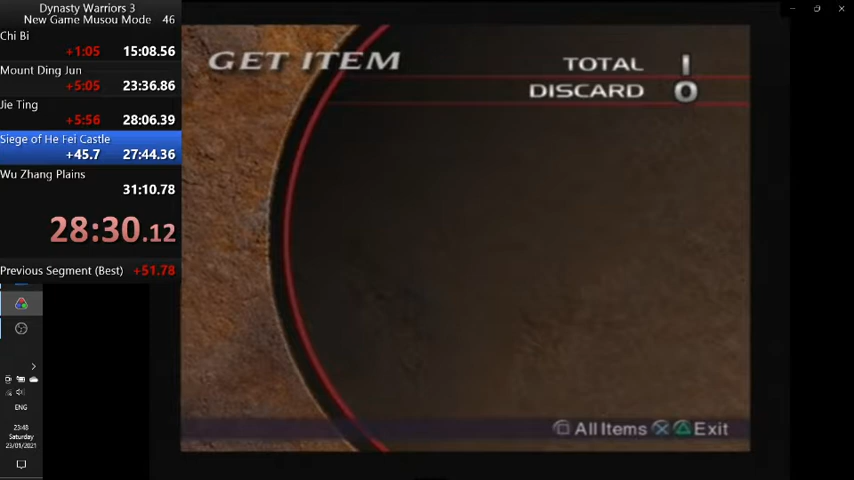 Dynasty Warriors 3
New Game Musou Mode 46
Chi Bi
+1:05 15:08.56
Mount Ding Jun
+5:05 23:36.86
Jie Ting
+5:56 28:06.39
Siege of He Fei Castle
+45.7 27:44.36
Wu Zhang Plains
31:10.78
28:30.12
Previous Segment (Best) +51.78
GET ITEM
TOTAL 1
DISCARD 0
All Items Exit
ENG
23:48
Saturday
23/01/2021